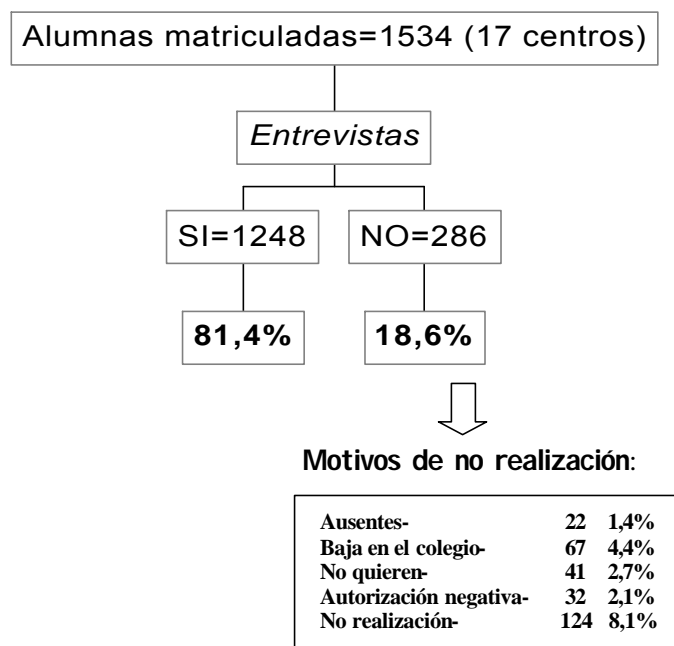 Alumnas matriculadas=1534 (17 centros)
Entrevistas
SI=1248 NO=286
81,4% 18,6%
Motivos de no realización:
Ausentes- 22 1,4%
Baja en el colegio- 67 4,4%
No quieren- 41 2,7%
Autorización negativa- 32 2,1%
No realización- 124 8,1%